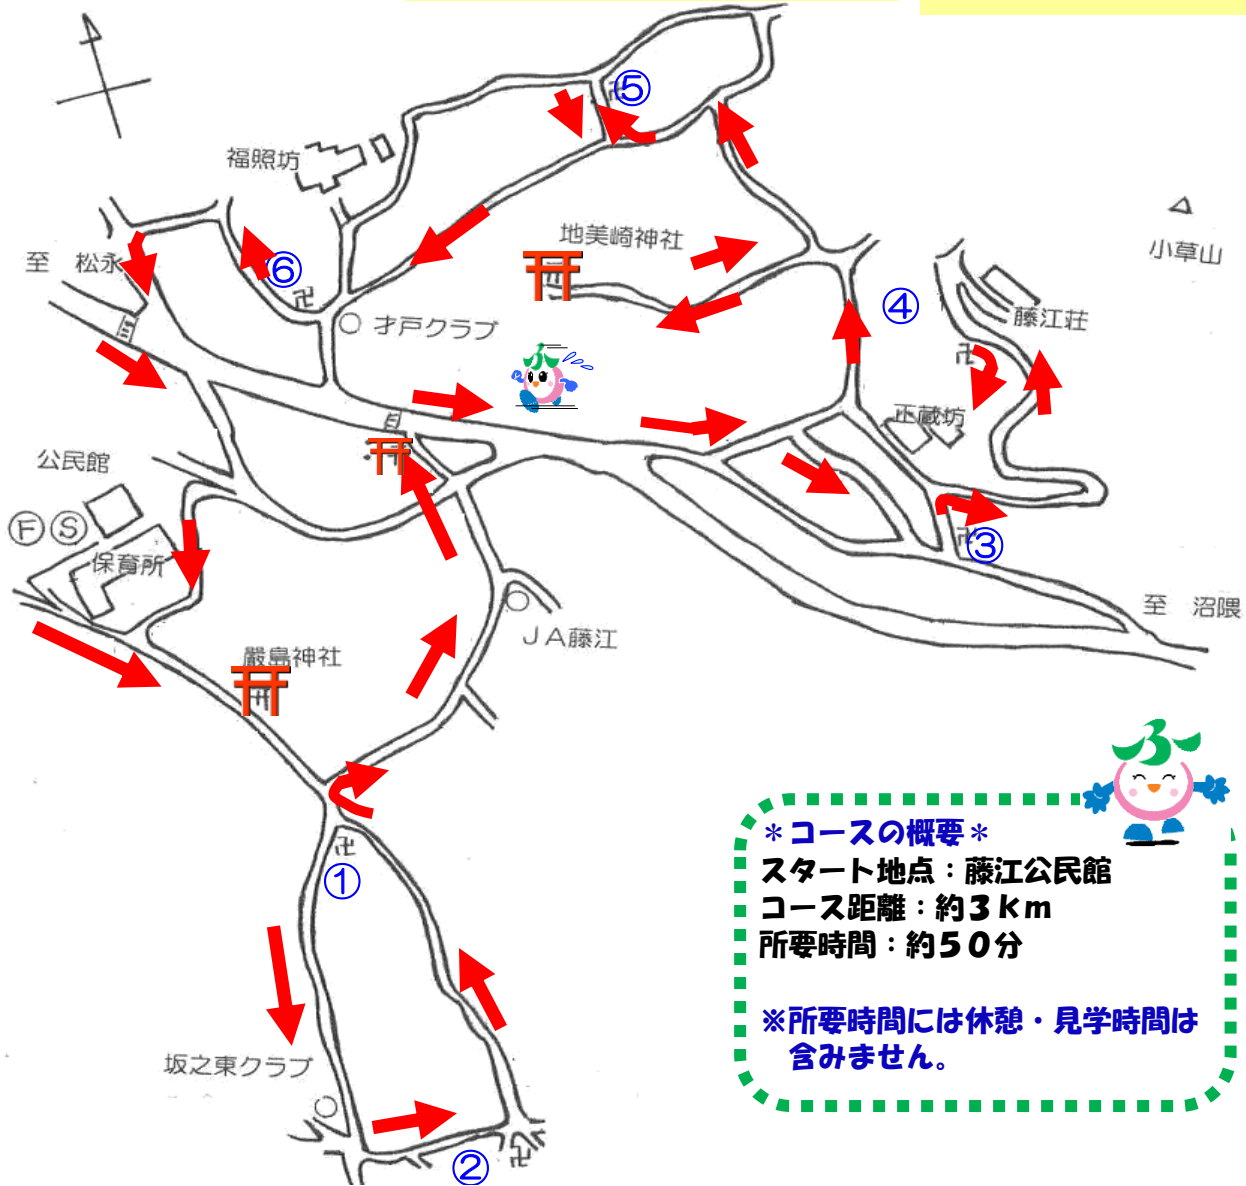 ⑤
福照坊
地美崎神社
小草山
至 松永
⑥
④
才戸クラブ
藤江荘
ふ
正蔵坊
公民館
Ⓕ Ⓢ
保育所
③
至 沼隈
JA藤江
厳島神社
①
坂之東クラブ
②
ふ
*コースの概要*
スタート地点:藤江公民館
コース距離:約3km
所要時間:約50分
※所要時間には休憩・見学時間は
含みません。